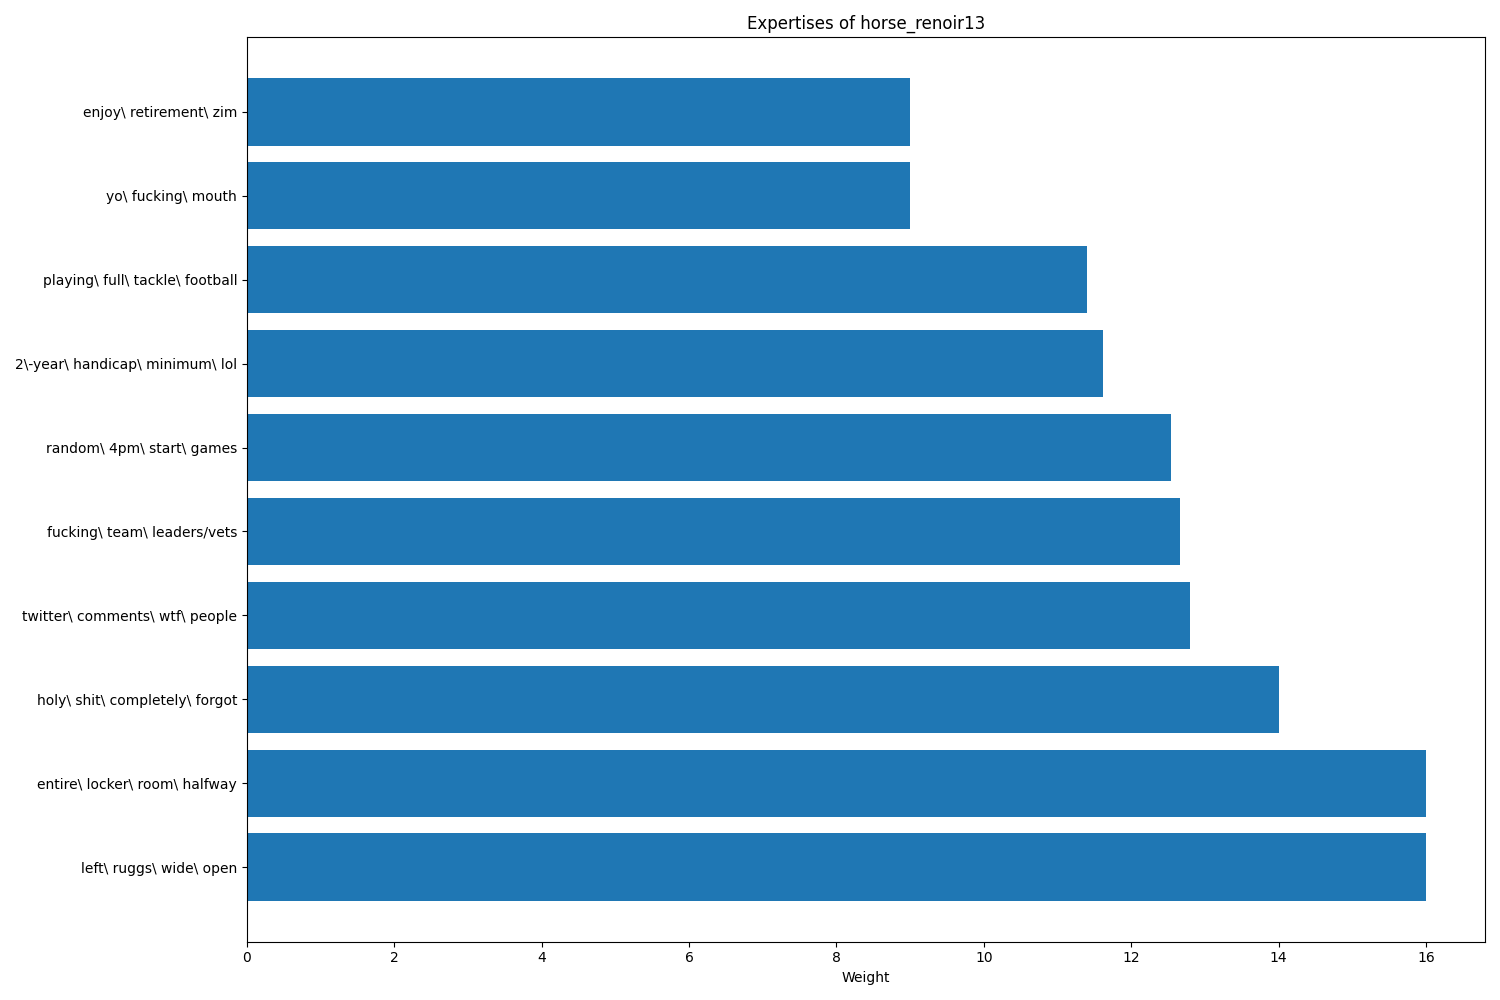 Expertises of horse_renoir13
enjoy\ retirement\ zim
yo\ fucking\ mouth
playing\ full\ tackle\ football
2\-year\ handicap\ minimum\ lol
random\ 4pm\ start\ games
fucking\ team\ leaders/vets
twitter\ comments\ wtf\ people
holy\ shit\ completely\ forgot
entire\ locker\ room\ halfway
left\ ruggs\ wide\ open
0 2 4 6 8 10 12 14 16
Weight